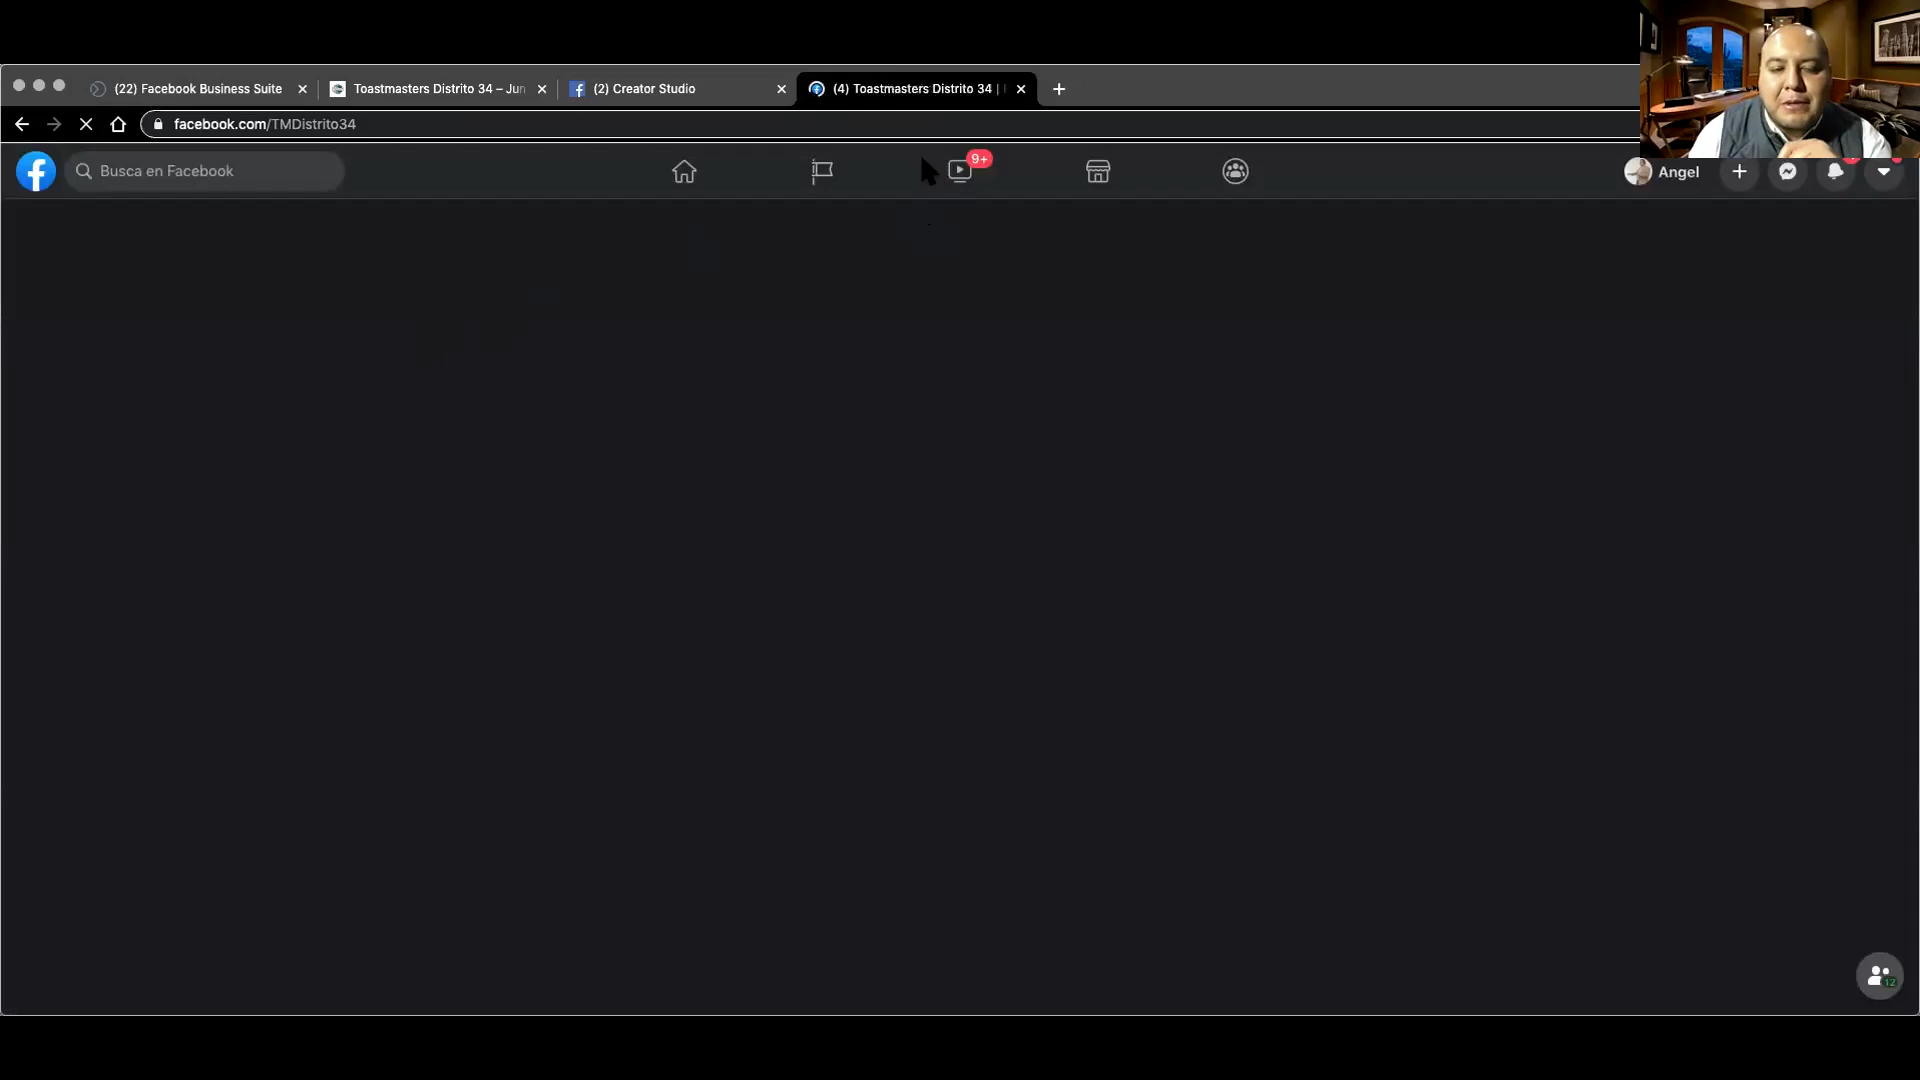 (22) Facebook Business Suite
Toastmasters Distrito 34 – Jun
(2) Creator Studio
(4) Toastmasters Distrito 34 |
facebook.com/TMDistrito34
Busca en Facebook
9+
Angel
12